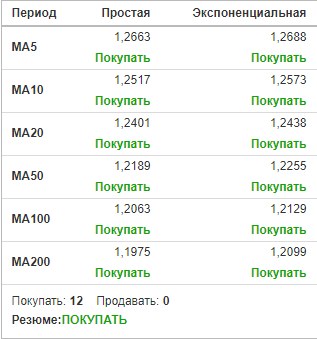 Период Простая Экспоненциальная
MA5 1,2663 1,2688
Покупать Покупать
MA10 1,2517 1,2573
Покупать Покупать
MA20 1,2401 1,2438
Покупать Покупать
MA50 1,2189 1,2255
Покупать Покупать
MA100 1,2063 1,2129
Покупать Покупать
MA200 1,1975 1,2099
Покупать Покупать
Покупать: 12 Продавать: 0
Резюме:ПОКУПАТЬ